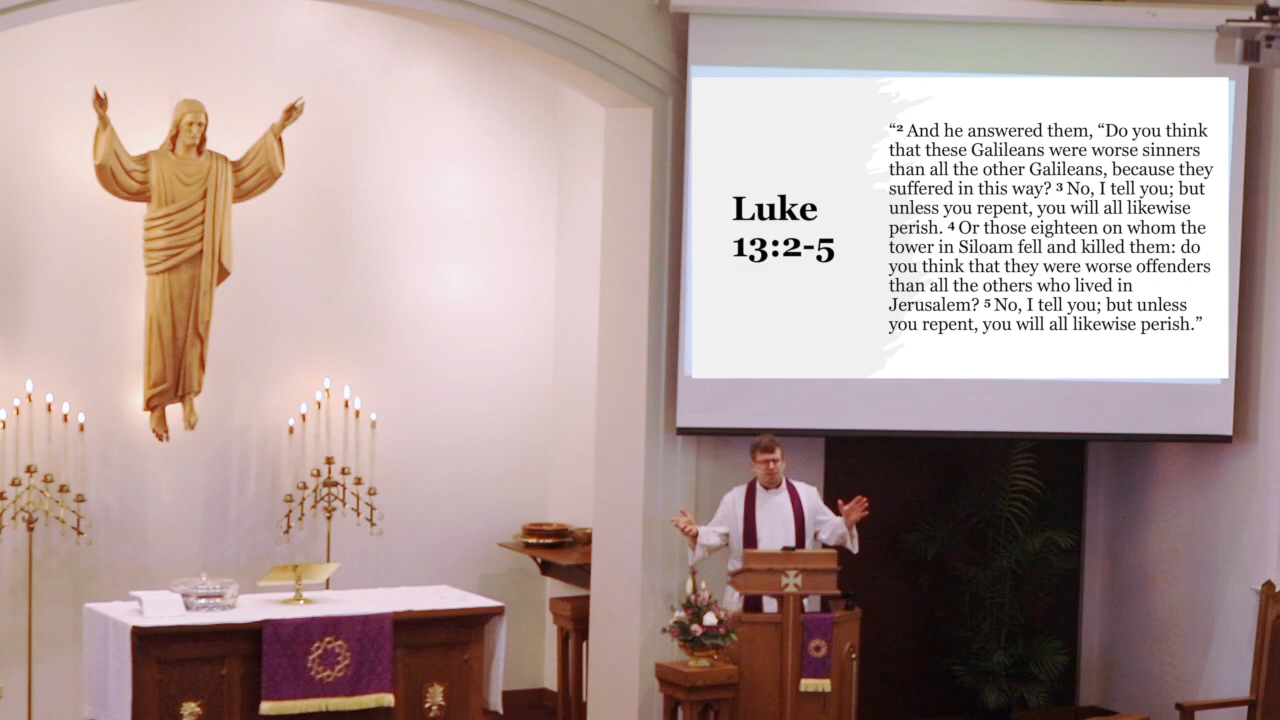 Luke
13:2-5
“² And he answered them, “Do you think
that these Galileans were worse sinners
than all the other Galileans, because they
suffered in this way? ³ No, I tell you; but
unless you repent, you will all likewise
perish. ⁴ Or those eighteen on whom the
tower in Siloam fell and killed them: do
you think that they were worse offenders
than all the others who lived in
Jerusalem? ⁵ No, I tell you; but unless
you repent, you will all likewise perish.”